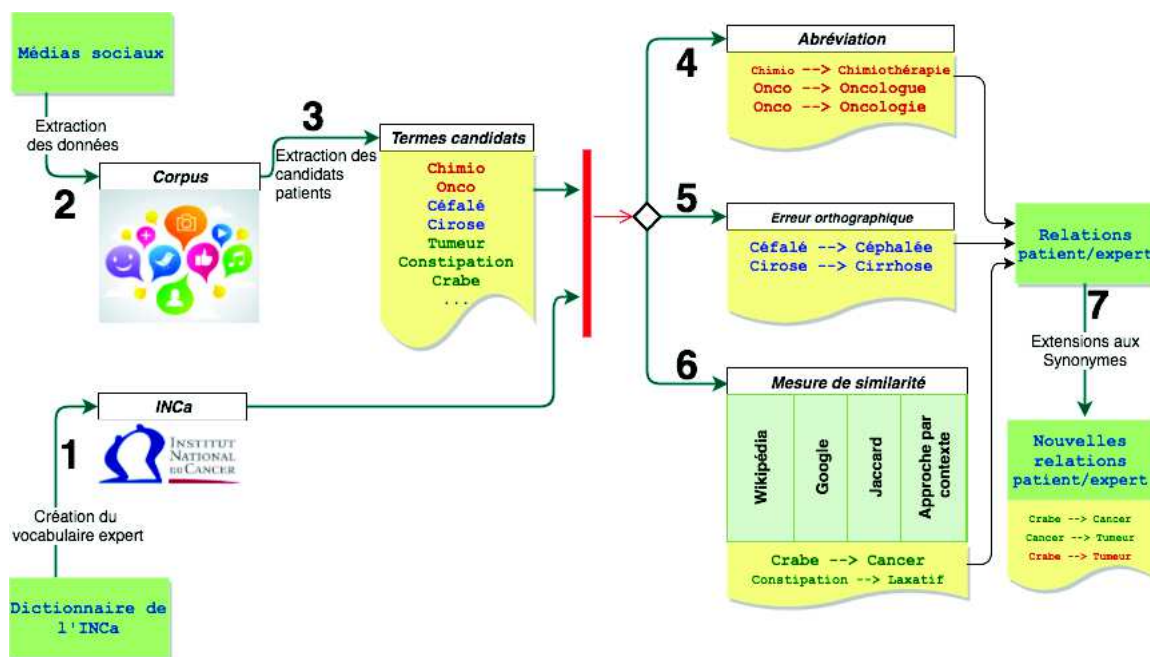 Médias sociaux
Extraction
des données
2
Corpus
3
Extraction des
candidats
patients
Termes candidats
Chimio
Onco
Céfalé
Cirose
Tumeur
Constipation
Crabe
...
1
INCa
INSTITUT
NATIONAL
DU CANCER
Création du
vocabulaire expert
Dictionnaire de
l'INCa
4
Abréviation
Chimio --> Chimiothérapie
Onco --> Oncologue
Onco --> Oncologie
5
Erreur orthographique
Céfalé --> Céphalée
Cirose --> Cirrhose
6
Mesure de similarité
Wikipédia
Google
Jaccard
Approche par
contexte
Crabe --> Cancer
Constipation --> Laxatif
Relations
patient/expert
7
Extensions aux
Synonymes
Nouvelles
relations
patient/expert
Crabe --> Cancer
Cancer --> Tumeur
Crabe --> Tumeur